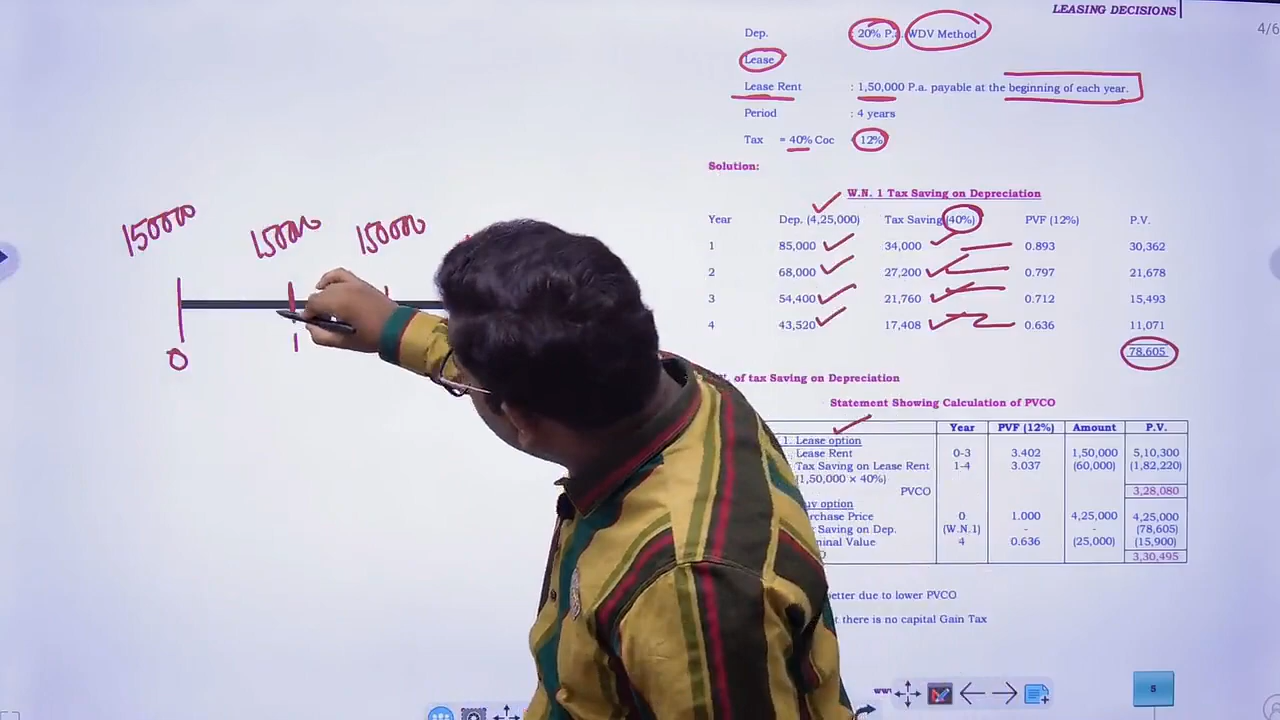 LEASING DECISIONS
4/6
Dep. : 20% P.a. WDV Method
Lease
Lease Rent : 1,50,000 P.a. payable at the beginning of each year.
Period : 4 years
Tax = 40% Coc 12%
Solution:
W.N. 1 Tax Saving on Depreciation
Year Dep. (4,25,000) Tax Saving (40%) PVF (12%) P.V.
1 85,000 34,000 0.893 30,362
2 68,000 27,200 0.797 21,678
3 54,400 21,760 0.712 15,493
4 43,520 17,408 0.636 11,071
78,605
of tax Saving on Depreciation
Statement Showing Calculation of PVCO
Year PVF (12%) Amount P.V.
1. Lease option
Lease Rent 0-3 3.402 1,50,000 5,10,300
Tax Saving on Lease Rent 1-4 3.037 (60,000) (1,82,220)
(1,50,000 × 40%)
PVCO 3,28,080
option
Price 0 1.000 4,25,000 4,25,000
Saving on Dep. (W.N.1) - - (78,605)
Value 4 0.636 (25,000) (15,900)
3,30,495
due to lower PVCO
there is no capital Gain Tax
150000 150000 150000
0 1
5